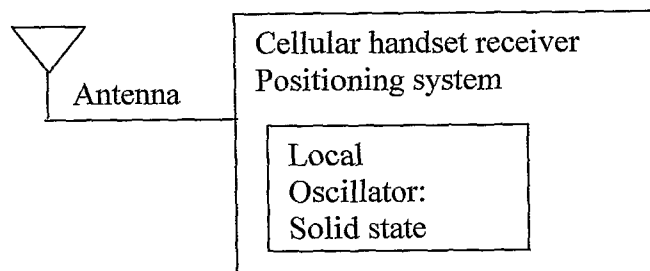 Cellular handset receiver
Positioning system
Antenna
Local
Oscillator:
Solid state